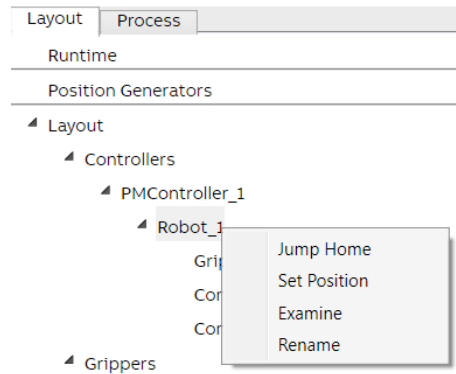 Layout Process
Runtime
Position Generators
Layout
Controllers
PMController_1
Robot_1
Jump Home
Set Position
Examine
Rename
Grippers